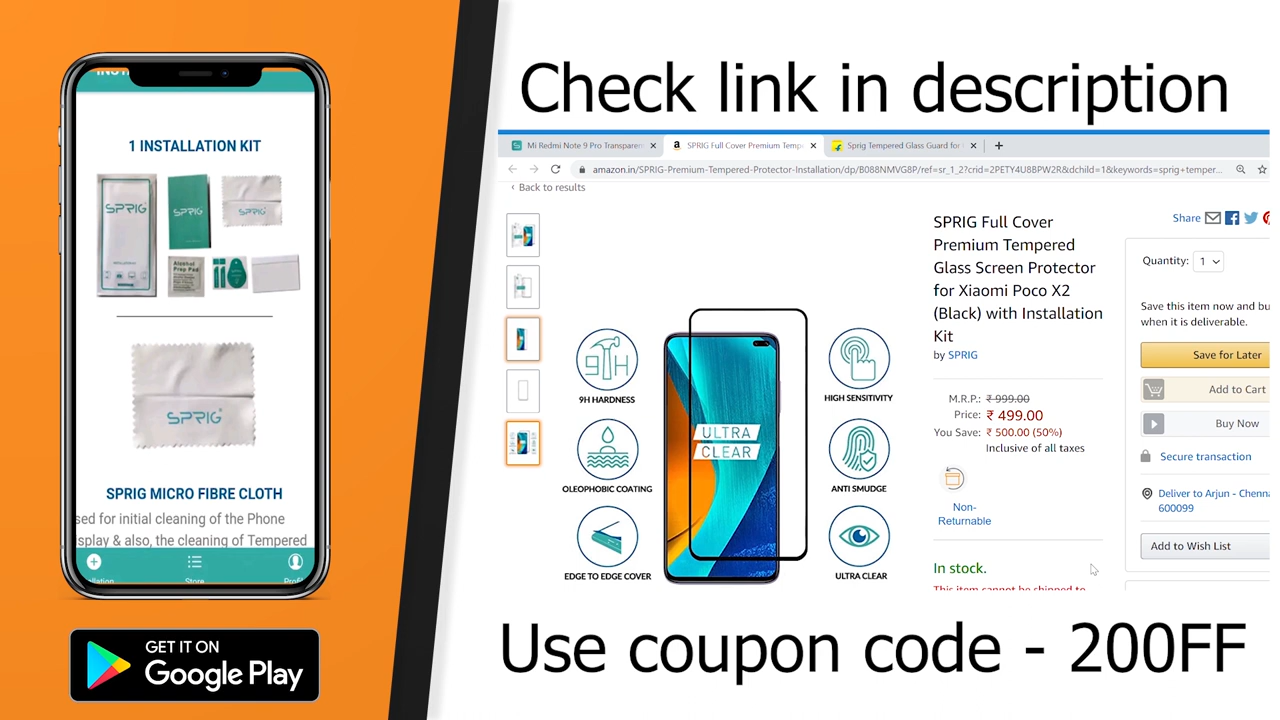 Check link in description
1 INSTALLATION KIT
SPRIG
SPRIG
SPRIG
Alcohol
Prep Pad
SPRIG
SPRIG MICRO FIBRE CLOTH
sed for initial cleaning of the Phone
splay & also, the cleaning of Tempered
Store
GET IT ON
Google Play
Mi Redmi Note 9 Pro Transparen
SPRIG Full Cover Premium Tempe
Sprig Tempered Glass Guard for
amazon.in/SPRIG-Premium-Tempered-Protector-Installation/dp/B088NMVG8P/ref=sr_1_2?crid=2PETY4U8BPW2R&dchild=1&keywords=sprig+temper...
‹ Back to results
9H
9H HARDNESS
OLEOPHOBIC COATING
EDGE TO EDGE COVER
ULTRA
CLEAR
HIGH SENSITIVITY
ANTI SMUDGE
ULTRA CLEAR
SPRIG Full Cover
Premium Tempered
Glass Screen Protector
for Xiaomi Poco X2
(Black) with Installation
Kit
by SPRIG
M.R.P.: ₹ 999.00
Price: ₹ 499.00
You Save: ₹ 500.00 (50%)
Inclusive of all taxes
Non-
Returnable
In stock.
This item cannot be shipped to
Share
Quantity: 1
Save this item now and bu
when it is deliverable.
Save for Later
Add to Cart
Buy Now
Secure transaction
Deliver to Arjun - Chenna
600099
Add to Wish List
Use coupon code - 200FF